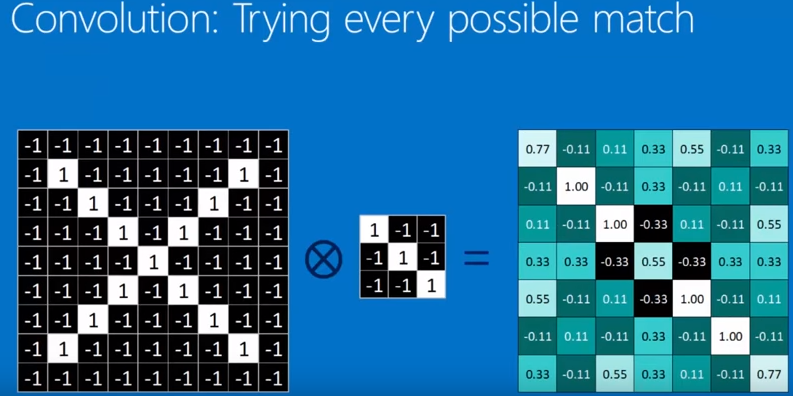 Convolution: Trying every possible match
-1 -1 -1 -1 -1 -1 -1 -1 -1
-1 1 -1 -1 -1 -1 -1 1 -1
-1 -1 1 -1 -1 -1 1 -1 -1
-1 -1 -1 1 -1 1 -1 -1 -1
-1 -1 -1 -1 1 -1 -1 -1 -1
-1 -1 -1 1 -1 1 -1 -1 -1
-1 -1 1 -1 -1 -1 1 -1 -1
-1 1 -1 -1 -1 -1 -1 1 -1
-1 -1 -1 -1 -1 -1 -1 -1 -1
⊗
1 -1 -1
-1 1 -1
-1 -1 1
=
0.77 -0.11 0.11 0.33 0.55 -0.11 0.33
-0.11 1.00 -0.11 0.33 -0.11 0.11 -0.11
0.11 -0.11 1.00 -0.33 0.11 -0.11 0.55
0.33 0.33 -0.33 0.55 -0.33 0.33 0.33
0.55 -0.11 0.11 -0.33 1.00 -0.11 0.11
-0.11 0.11 -0.11 0.33 -0.11 1.00 -0.11
0.33 -0.11 0.55 0.33 0.11 -0.11 0.77